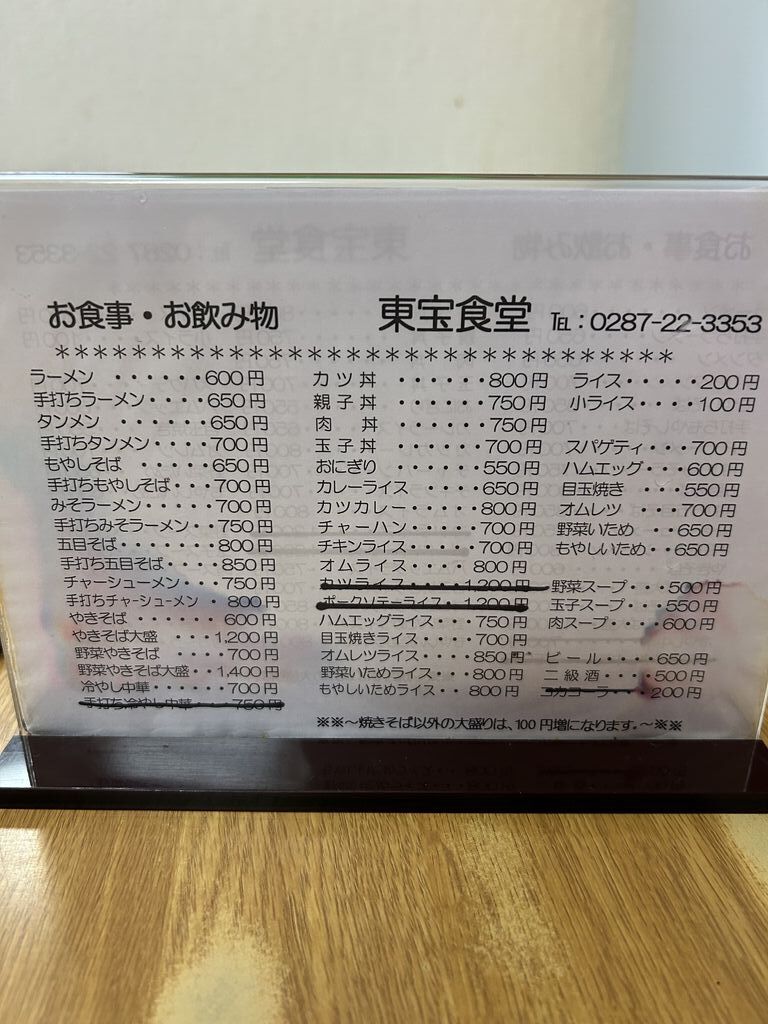 お食事・お飲み物 東宝食堂 ℡：0287-22-3353
＊＊＊＊＊＊＊＊＊＊＊＊＊＊＊＊＊＊＊＊＊＊＊＊＊＊＊＊＊＊＊＊＊
ラーメン ・・・・・・600円
手打ちラーメン・・・・650円
タンメン ・・・・・・650円
手打ちタンメン・・・・700円
もやしそば ・・・・・650円
手打ちもやしそば・・・700円
みそラーメン・・・・・700円
手打ちみそラーメン・・750円
五目そば・・・・・・・800円
手打ち五目そば・・・・850円
チャーシューメン・・・750円
手打ちチャーシューメン・800円
やきそば・・・・・・・600円
やきそば大盛 ・・・1,200円
野菜やきそば・・・・・700円
野菜やきそば大盛・・1,400円
冷やし中華・・・・・・700円
手打ち冷やし中華・・・750円
カツ丼 ・・・・・・・800円
親子丼 ・・・・・・・750円
肉 丼 ・・・・・・・750円
玉子丼 ・・・・・・・700円
おにぎり ・・・・・・550円
カレーライス ・・・・・650円
カツカレー・・・・・・800円
チャーハン・・・・・・700円
チキンライス・・・・・700円
オムライス ・・・・・800円
カツライス・・・・・1,200円
ポークソテーライス・・1,200円
ハムエッグライス・・・750円
目玉焼きライス・・・・700円
オムレツライス・・・・850円
野菜いためライス・・・800円
もやしいためライス・・800円
ライス・・・・・200円
小ライス・・・・100円
スパゲティ・・・700円
ハムエッグ・・・600円
目玉焼き・・・・550円
オムレツ ・・・700円
野菜いため ・・650円
もやしいため・・650円
野菜スープ・・・500円
玉子スープ・・・550円
肉スープ・・・・600円
ビール・・・・・650円
二級酒・・・・・500円
コカコーラ・・・200円
※※～焼きそば以外の大盛りは、100円増になります。～※※